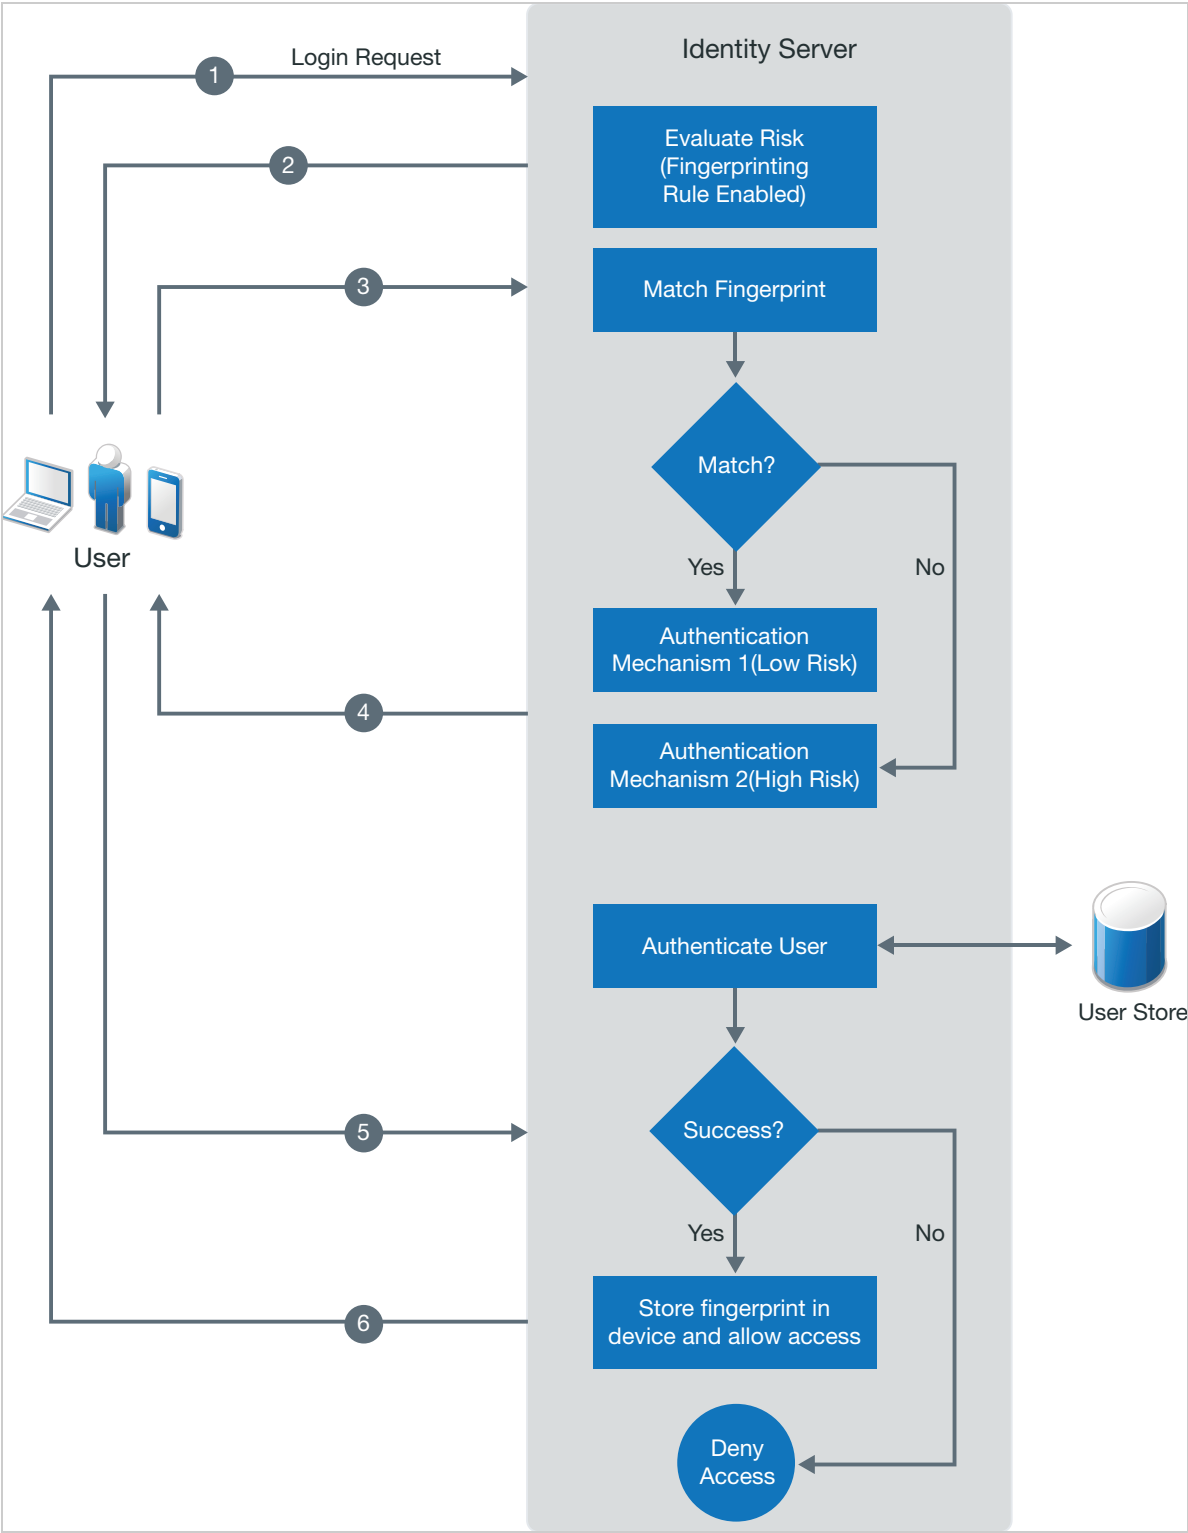 Identity Server
Login Request
1
Evaluate Risk
(Fingerprinting
Rule Enabled)
2
3
Match Fingerprint
Match?
User
Yes
No
Authentication
Mechanism 1(Low Risk)
4
Authentication
Mechanism 2(High Risk)
Authenticate User
User Store
5
Success?
Yes
No
Store fingerprint in
device and allow access
6
Deny
Access